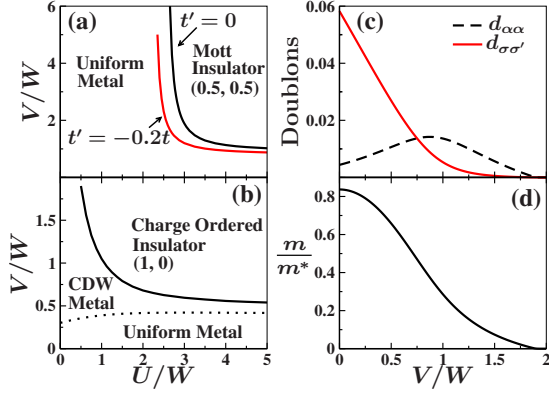 6
4
2
V/W
(a)
t′ = 0
Uniform
Metal
Mott
Insulator
(0.5, 0.5)
t′ = −0.2t
1.5
1
0.5
0
V/W
(b)
Charge Ordered
Insulator
(1, 0)
CDW
Metal
Uniform Metal
0 1 2 3 4 5
U/W
0.06
0.04
0.02
Doublons
(c)
d_αα
d_σσ′
0.8
0.6
0.4
0.2
0
m/m*
(d)
0 0.5 1 1.5 2
V/W